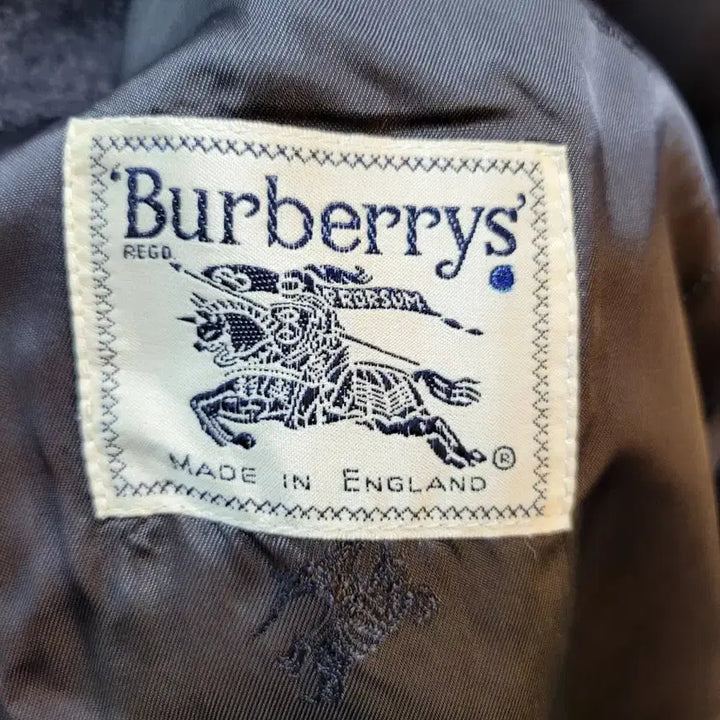 'Burberrys'
REGD.
PRORSUM
®
MADE IN ENGLAND